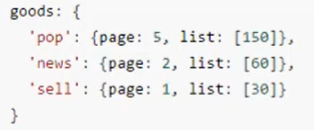 goods: {
  'pop': {page: 5, list: [150]},
  'news': {page: 2, list: [60]},
  'sell': {page: 1, list: [30]}
}